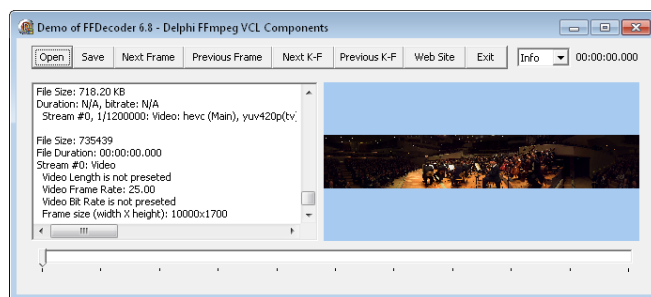 Demo of FFDecoder 6.8 - Delphi FFmpeg VCL Components
Open Save Next Frame Previous Frame Next K-F Previous K-F Web Site Exit Info 00:00:00.000
File Size: 718.20 KB
Duration: N/A, bitrate: N/A
Stream #0, 1/1200000: Video: hevc (Main), yuv420p(tv
File Size: 735439
File Duration: 00:00:00.000
Stream #0: Video
Video Length is not preseted
Video Frame Rate: 25.00
Video Bit Rate is not preseted
Frame size (width X height): 10000x1700